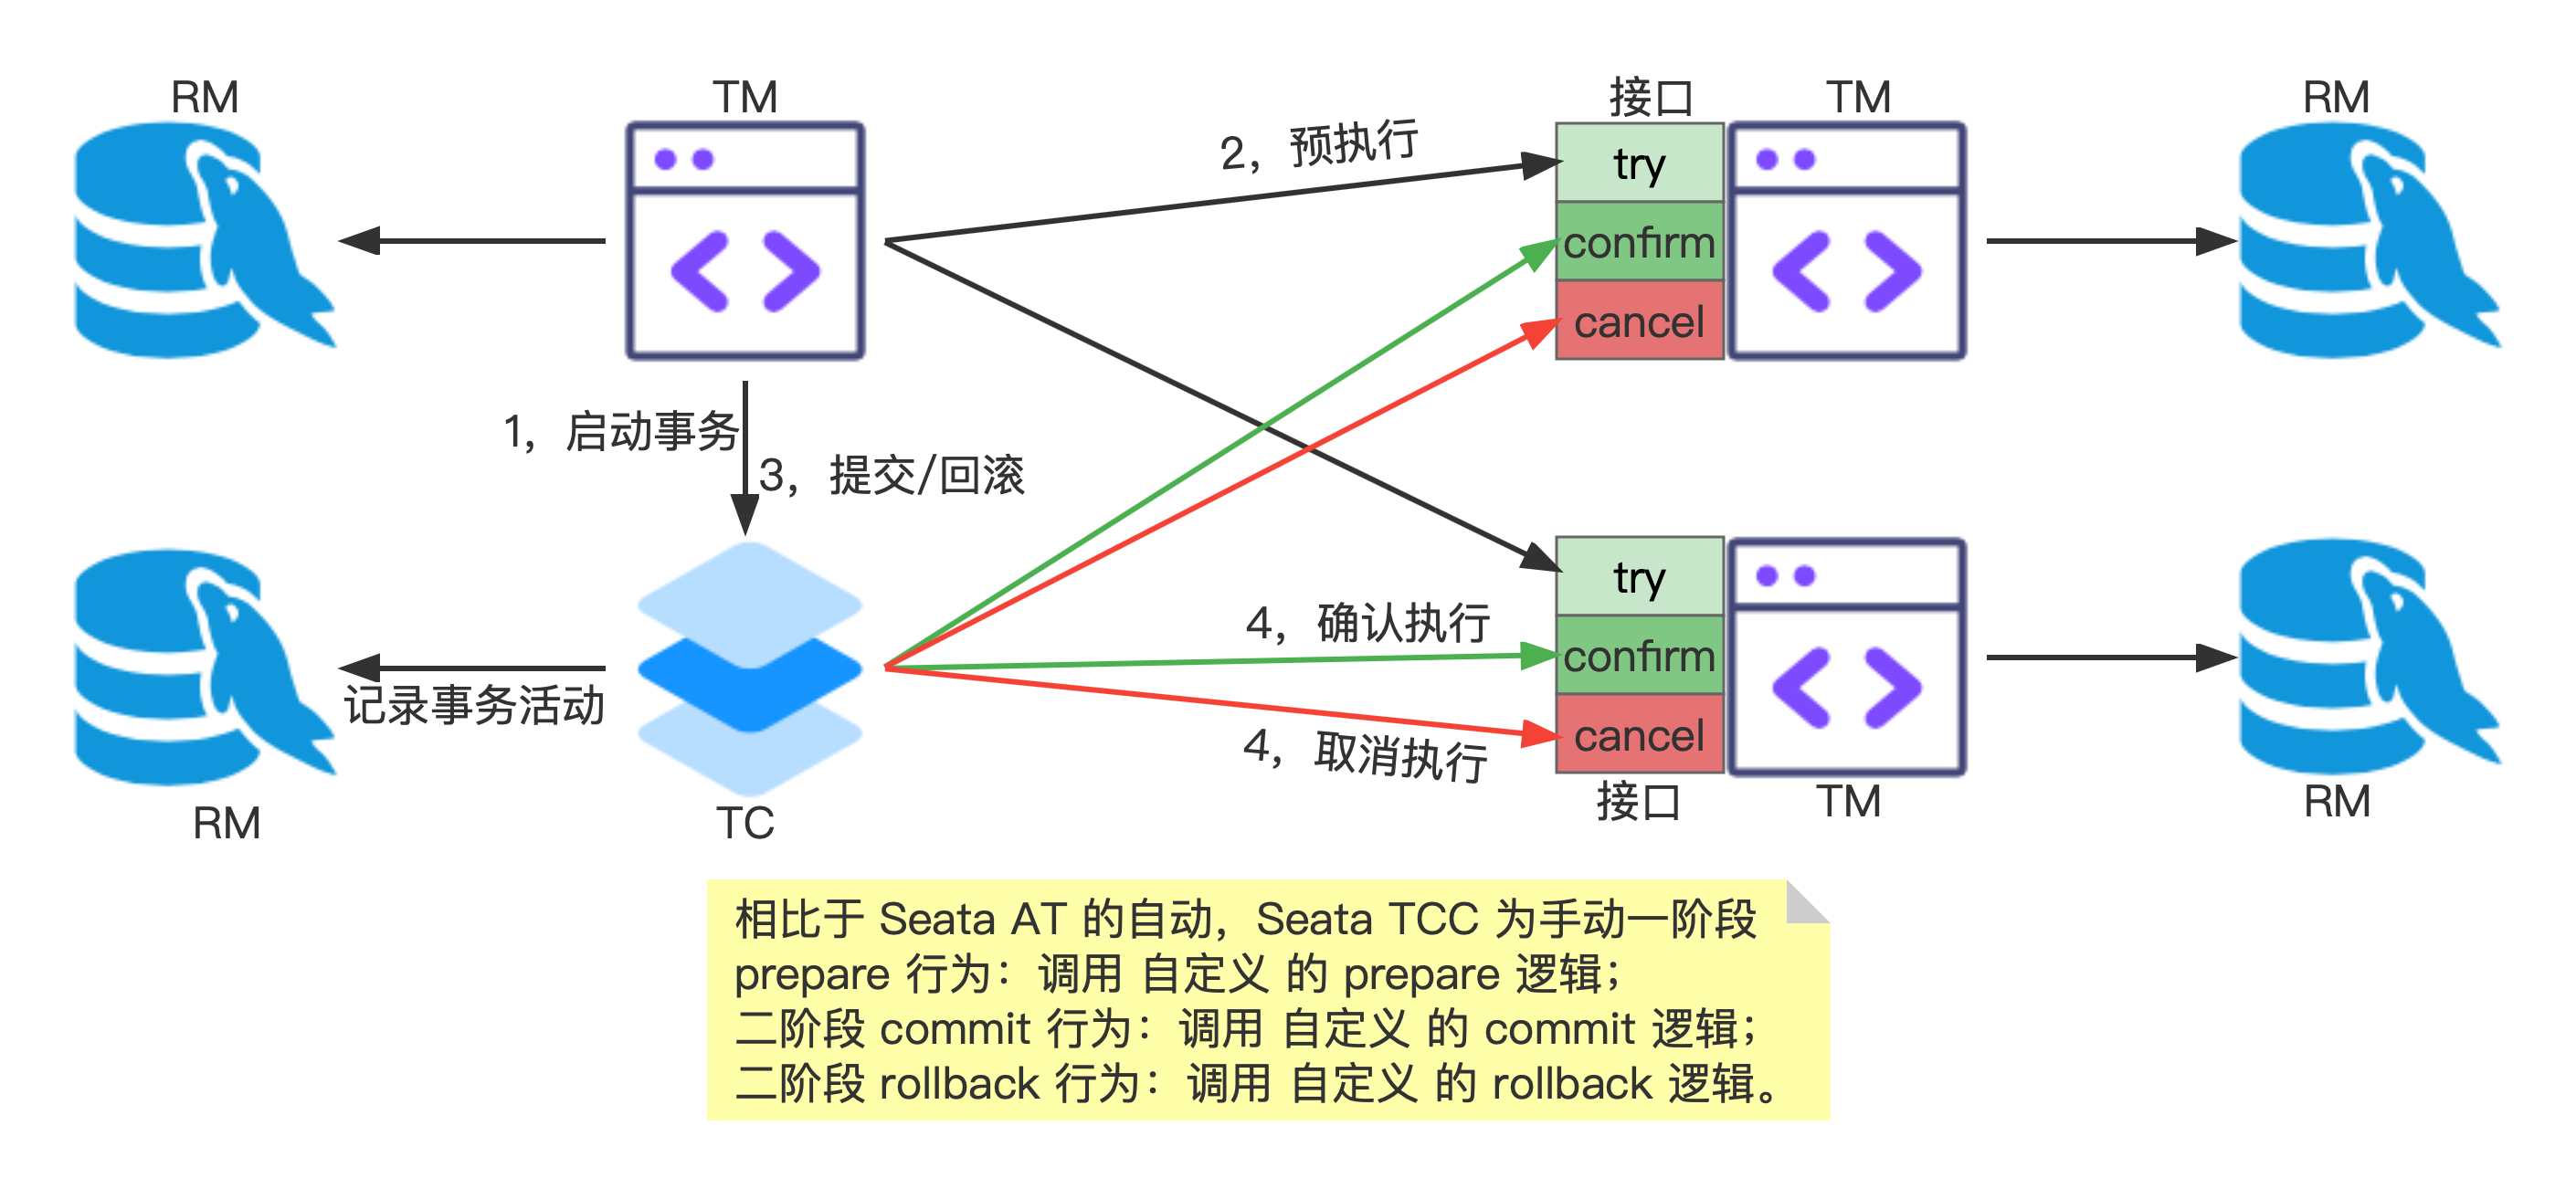 RM
TM
接口
TM
RM
2，预执行
try
confirm
cancel
1，启动事务
3，提交/回滚
try
4，确认执行
confirm
记录事务活动
cancel
4，取消执行
RM
TC
接口
TM
RM
相比于 Seata AT 的自动，Seata TCC 为手动一阶段
prepare 行为：调用 自定义 的 prepare 逻辑；
二阶段 commit 行为：调用 自定义 的 commit 逻辑；
二阶段 rollback 行为：调用 自定义 的 rollback 逻辑。